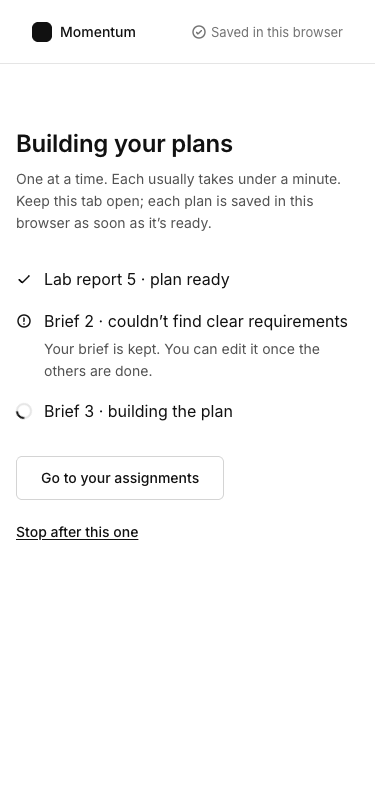 Momentum
Saved in this browser
Building your plans
One at a time. Each usually takes under a minute.
Keep this tab open; each plan is saved in this
browser as soon as it’s ready.
Lab report 5 · plan ready
Brief 2 · couldn’t find clear requirements
Your brief is kept. You can edit it once the
others are done.
Brief 3 · building the plan
Go to your assignments
Stop after this one